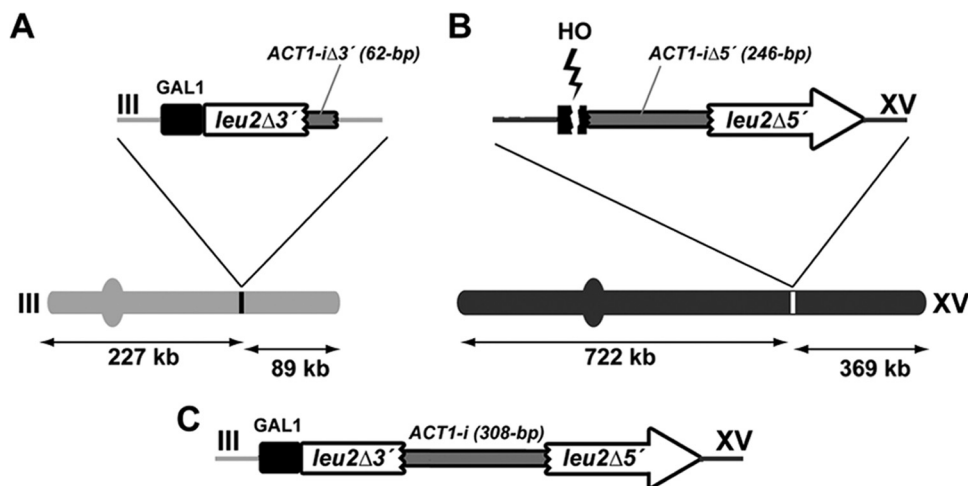 A
ACT1-iΔ3´ (62-bp)
GAL1
III
leu2Δ3´
III
227 kb
89 kb
B
HO
ACT1-iΔ5´ (246-bp)
XV
leu2Δ5´
XV
722 kb
369 kb
C
III
GAL1
ACT1-i (308-bp)
XV
leu2Δ3´
leu2Δ5´